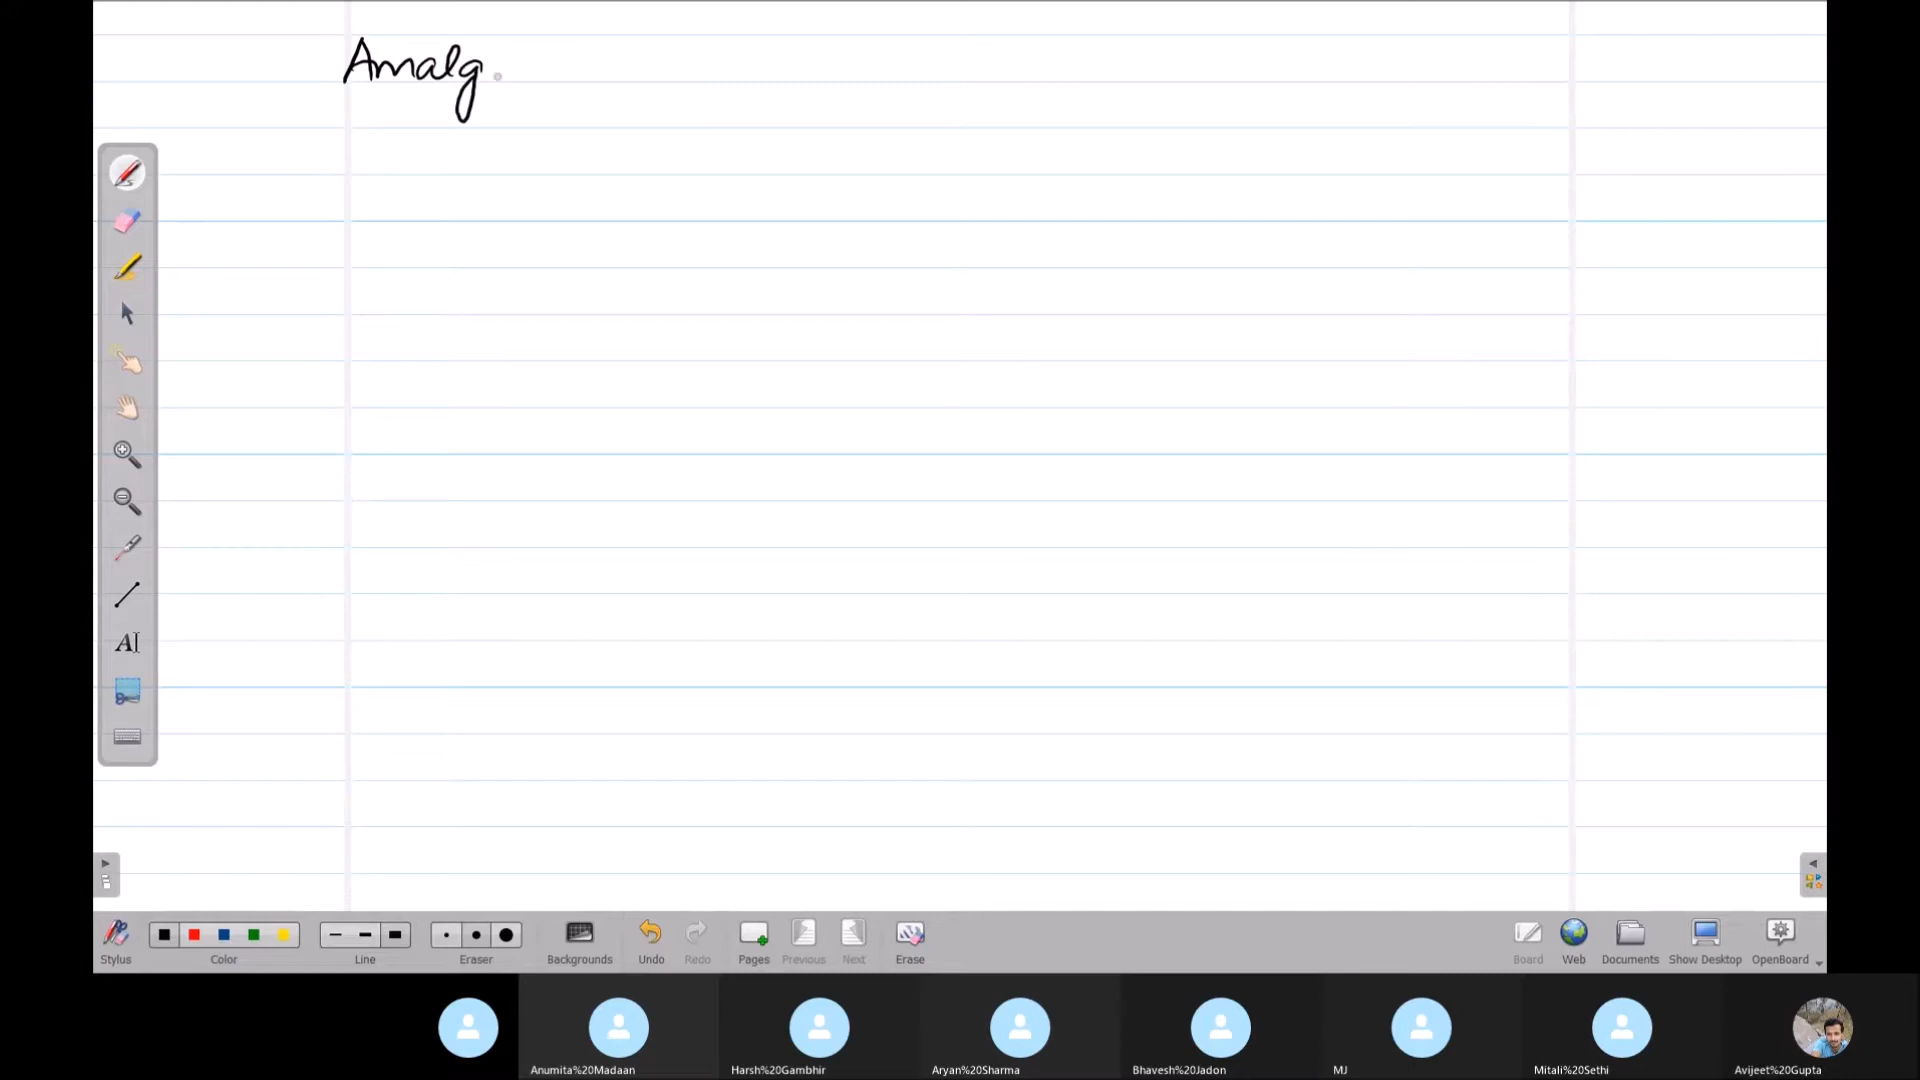 Amalg
AI
Stylus Color Line Eraser Backgrounds Undo Redo Pages Previous Next Erase Board Web Documents Show Desktop OpenBoard
Anumita%20Madaan Harsh%20Gambhir Aryan%20Sharma Bhavesh%20Jadon MJ Mitali%20Sethi Avijeet%20Gupta